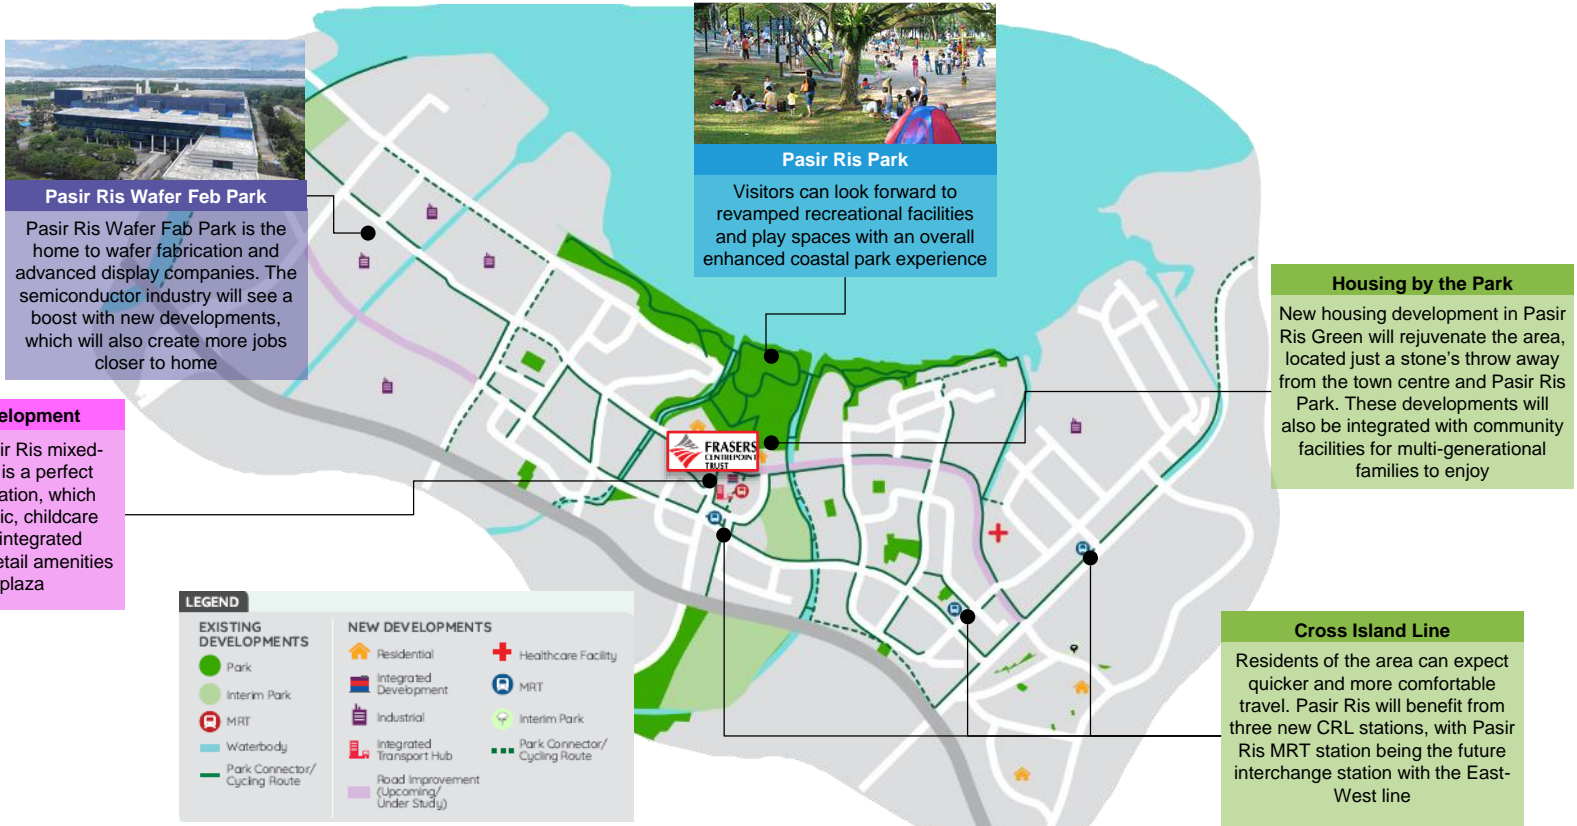 Pasir Ris Wafer Feb Park
Pasir Ris Wafer Fab Park is the
home to wafer fabrication and
advanced display companies. The
semiconductor industry will see a
boost with new developments,
which will also create more jobs
closer to home
Pasir Ris Park
Visitors can look forward to
revamped recreational facilities
and play spaces with an overall
enhanced coastal park experience
Housing by the Park
New housing development in Pasir
Ris Green will rejuvenate the area,
located just a stone's throw away
from the town centre and Pasir Ris
Park. These developments will
also be integrated with community
facilities for multi-generational
families to enjoy
elopment
ir Ris mixed-
is a perfect
ation, which
ic, childcare
integrated
etail amenities
plaza
FRASERS
CENTREPOINT
TRUST
Cross Island Line
Residents of the area can expect
quicker and more comfortable
travel. Pasir Ris will benefit from
three new CRL stations, with Pasir
Ris MRT station being the future
interchange station with the East-
West line
LEGEND
EXISTING
DEVELOPMENTS
Park
Interim Park
MRT
Waterbody
Park Connector/
Cycling Route
NEW DEVELOPMENTS
Residential
Integrated
Development
Industrial
Integrated
Transport Hub
Road Improvement
(Upcoming/
Under Study)
Healthcare Facility
MRT
Interim Park
Park Connector/
Cycling Route